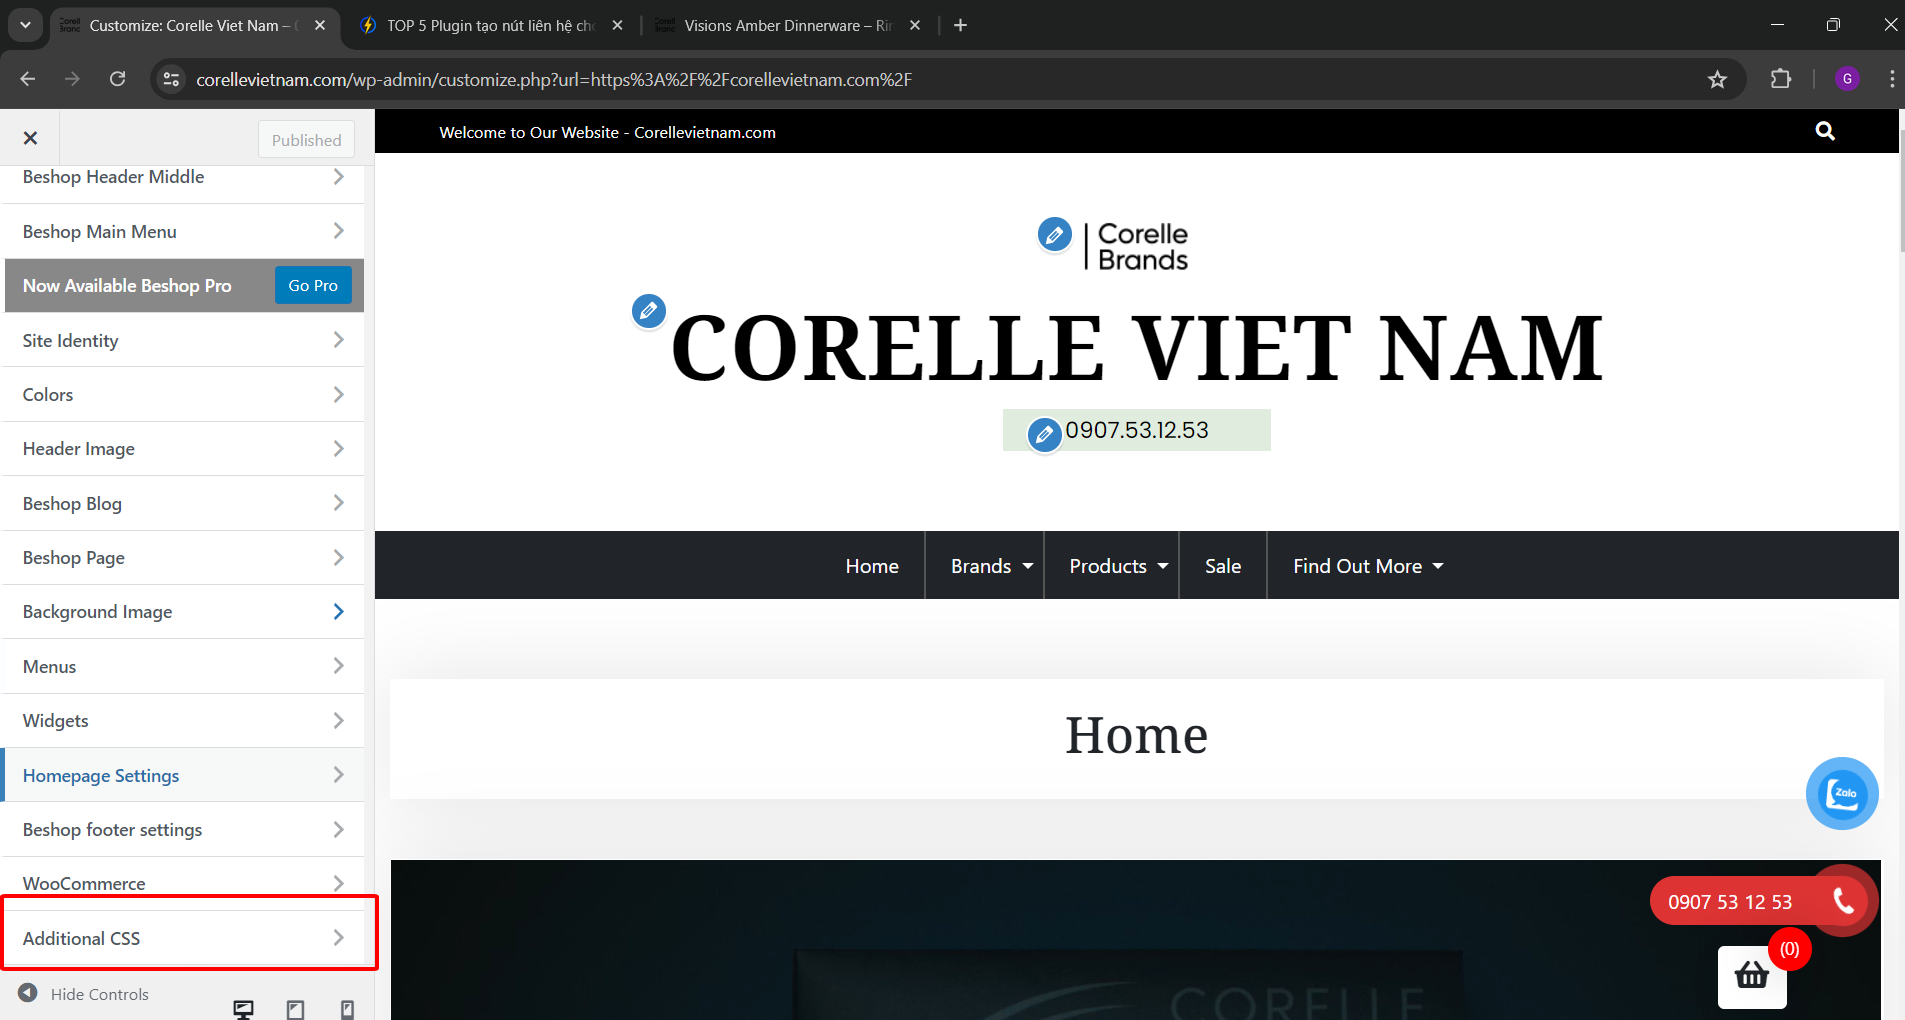 Customize: Corelle Viet Nam –
TOP 5 Plugin tạo nút liên hệ ch
Visions Amber Dinnerware – Ri
corellevietnam.com/wp-admin/customize.php?url=https%3A%2F%2Fcorellevietnam.com%2F
G
Published
Beshop Header Middle
Beshop Main Menu
Now Available Beshop Pro
Go Pro
Site Identity
Colors
Header Image
Beshop Blog
Beshop Page
Background Image
Menus
Widgets
Homepage Settings
Beshop footer settings
WooCommerce
Additional CSS
Hide Controls
Welcome to Our Website - Corellevietnam.com
Corelle
Brands
CORELLE VIET NAM
0907.53.12.53
Home
Brands
Products
Sale
Find Out More
Home
Zalo
0907 53 12 53
(0)
CORELLE